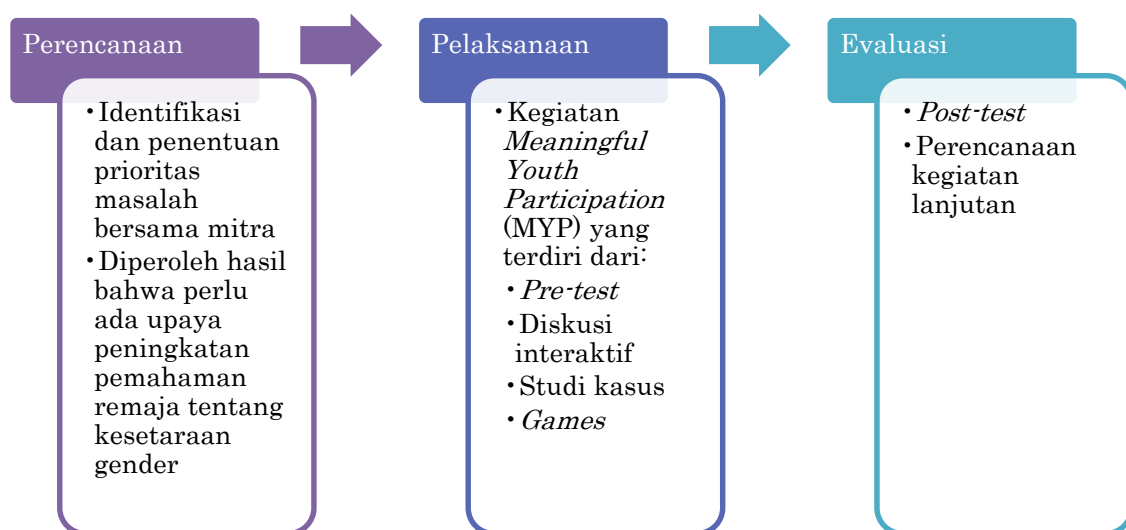 Perencanaan
•Identifikasi
dan penentuan
prioritas
masalah
bersama mitra
•Diperoleh hasil
bahwa perlu
ada upaya
peningkatan
pemahaman
remaja tentang
kesetaraan
gender
Pelaksanaan
•Kegiatan
Meaningful
Youth
Participation
(MYP) yang
terdiri dari:
•Pre-test
•Diskusi
interaktif
•Studi kasus
•Games
Evaluasi
•Post-test
•Perencanaan
kegiatan
lanjutan